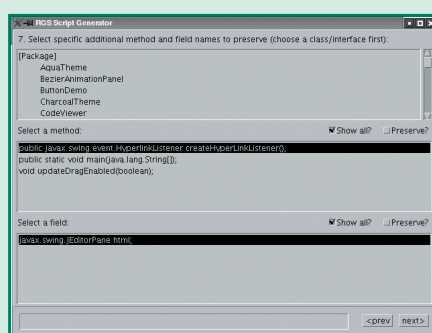 RGS Script Generator
7. Select specific additional method and field names to preserve (choose a class/interface first):
[Package]
AquaTheme
BezierAnimationPanel
ButtonDemo
CharcoalTheme
CodeViewer
Select a method: Show all? Preserve?
public javax.swing.event.HyperlinkListener createHyperLinkListener();
public static void main(java.lang.String[]);
void updateDragEnabled(boolean);
Select a field: Show all? Preserve?
javax.swing.JEditorPane html;
<prev next>